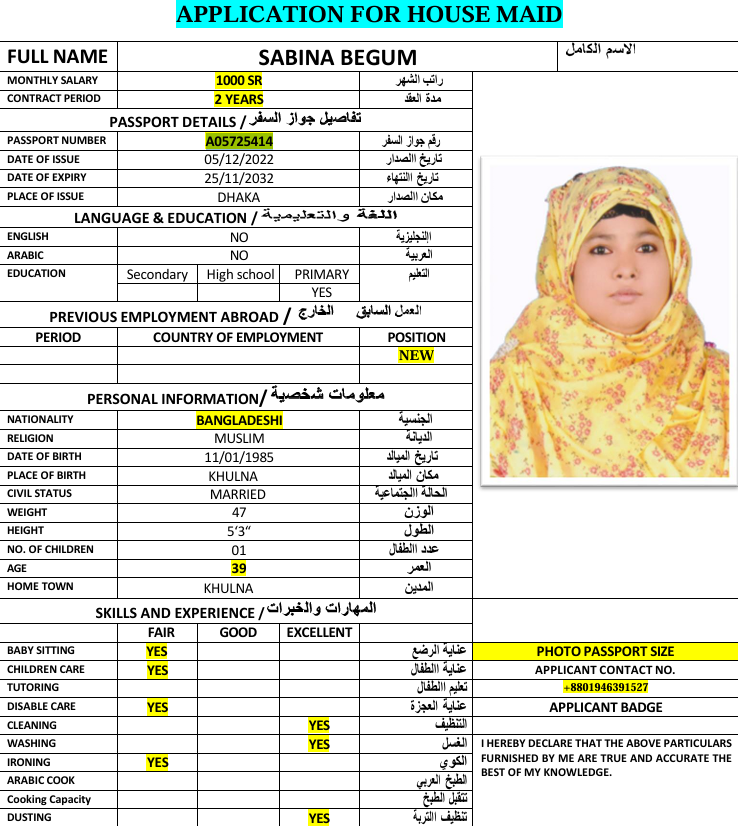 APPLICATION FOR HOUSE MAID
FULL NAME SABINA BEGUM الاسم الكامل
MONTHLY SALARY 1000 SR راتب الشهر
CONTRACT PERIOD 2 YEARS مدة العقد
PASSPORT DETAILS / تفاصيل جواز السفر
PASSPORT NUMBER A05725414 رقم جواز السفر
DATE OF ISSUE 05/12/2022 تاريخ االصدار
DATE OF EXPIRY 25/11/2032 تاريخ االنتهاء
PLACE OF ISSUE DHAKA مكان االصدار
LANGUAGE & EDUCATION / اللغة والتعليمية
ENGLISH NO اإلنجليزية
ARABIC NO العربية
EDUCATION Secondary High school PRIMARY التعليم
YES
PREVIOUS EMPLOYMENT ABROAD / العمل السابق الخارج
PERIOD COUNTRY OF EMPLOYMENT POSITION
NEW
PERSONAL INFORMATION/ معلومات شخصية
NATIONALITY BANGLADESHI الجنسية
RELIGION MUSLIM الديانة
DATE OF BIRTH 11/01/1985 تاريخ الميالد
PLACE OF BIRTH KHULNA مكان الميالد
CIVIL STATUS MARRIED الحالة االجتماعية
WEIGHT 47 الوزن
HEIGHT 5‘3“ الطول
NO. OF CHILDREN 01 عدد االطفال
AGE 39 العمر
HOME TOWN KHULNA المدين
SKILLS AND EXPERIENCE / المهارات والخبرات
FAIR GOOD EXCELLENT
BABY SITTING YES عناية الرضع
CHILDREN CARE YES عناية االطفال
TUTORING تعليم االطفال
DISABLE CARE YES عناية العجزة
CLEANING YES التنظيف
WASHING YES الغسل
IRONING YES الكوي
ARABIC COOK الطبخ العربي
Cooking Capacity تتقبل الطبخ
DUSTING YES تنظيف االتربة
PHOTO PASSPORT SIZE
APPLICANT CONTACT NO.
+8801946391527
APPLICANT BADGE
I HEREBY DECLARE THAT THE ABOVE PARTICULARS
FURNISHED BY ME ARE TRUE AND ACCURATE THE
BEST OF MY KNOWLEDGE.